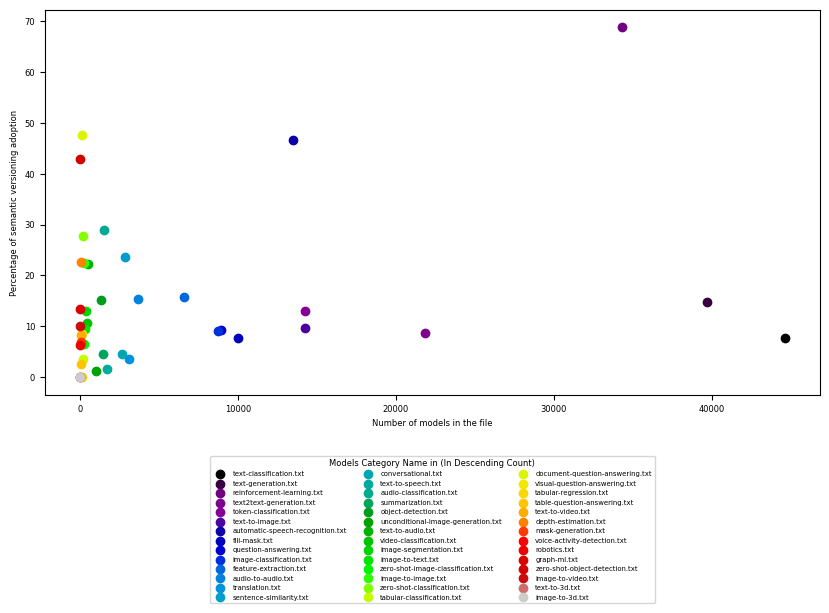 70
60
50
40
30
20
10
0
Percentage of semantic versioning adoption
0 10000 20000 30000 40000
Number of models in the file
Models Category Name in (In Descending Count)
text-classification.txt
text-generation.txt
reinforcement-learning.txt
text2text-generation.txt
token-classification.txt
text-to-image.txt
automatic-speech-recognition.txt
fill-mask.txt
question-answering.txt
image-classification.txt
feature-extraction.txt
audio-to-audio.txt
translation.txt
sentence-similarity.txt
conversational.txt
text-to-speech.txt
audio-classification.txt
summarization.txt
object-detection.txt
unconditional-image-generation.txt
text-to-audio.txt
video-classification.txt
image-segmentation.txt
image-to-text.txt
zero-shot-image-classification.txt
image-to-image.txt
zero-shot-classification.txt
tabular-classification.txt
document-question-answering.txt
visual-question-answering.txt
tabular-regression.txt
table-question-answering.txt
text-to-video.txt
depth-estimation.txt
mask-generation.txt
voice-activity-detection.txt
robotics.txt
graph-ml.txt
zero-shot-object-detection.txt
image-to-video.txt
text-to-3d.txt
image-to-3d.txt